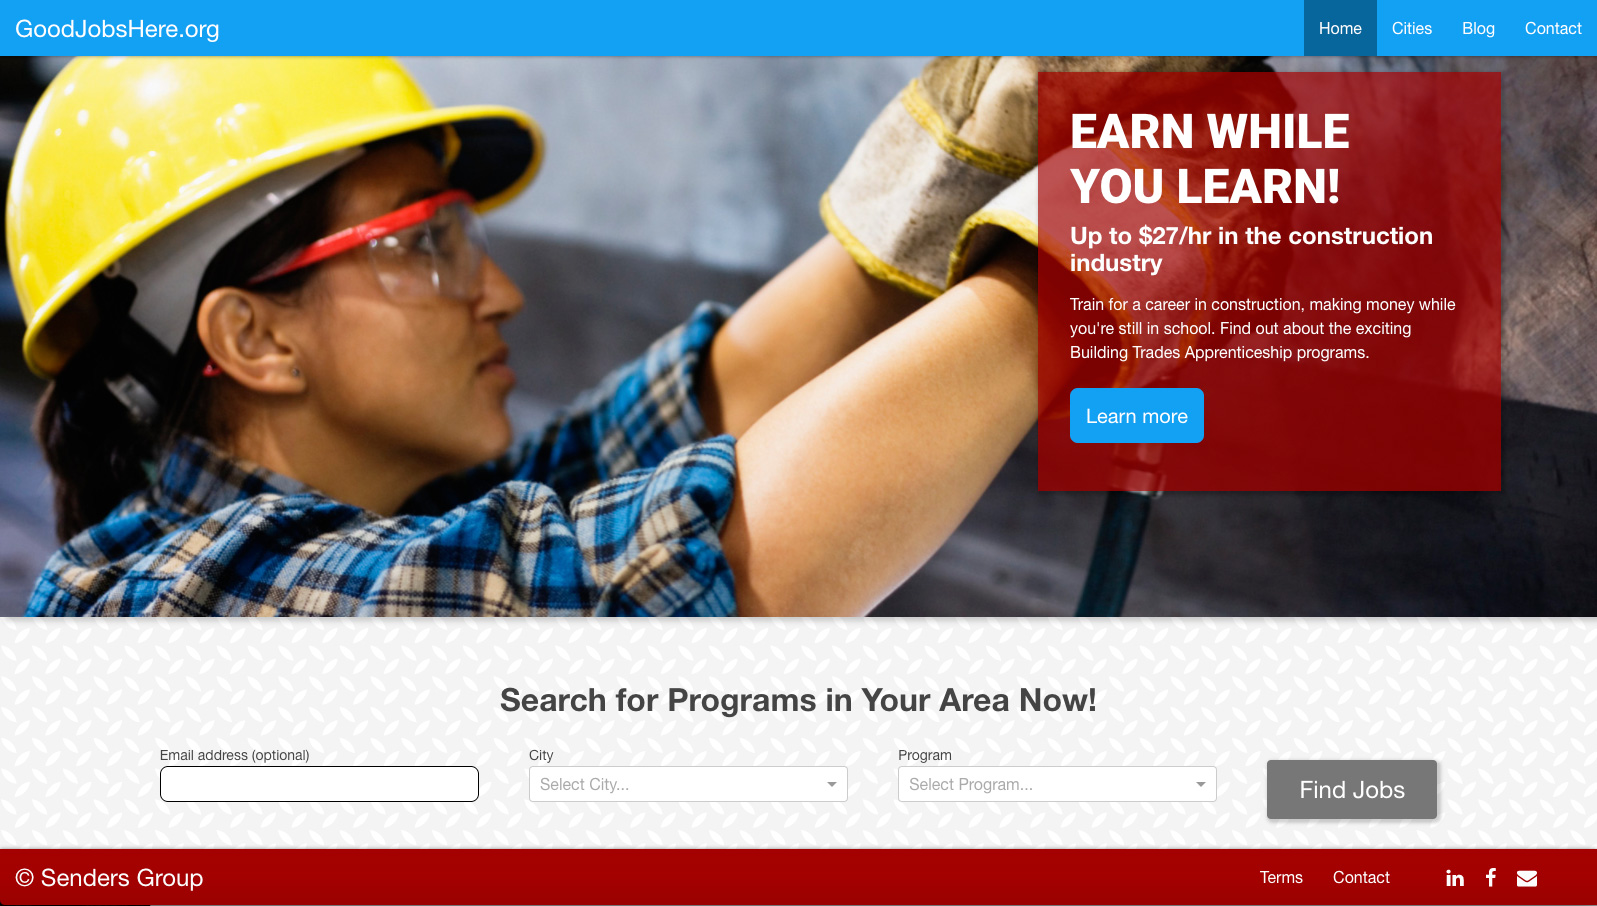 GoodJobsHere.org
Home Cities Blog Contact
EARN WHILE
YOU LEARN!
Up to $27/hr in the construction
industry
Train for a career in construction, making money while
you're still in school. Find out about the exciting
Building Trades Apprenticeship programs.
Learn more
Search for Programs in Your Area Now!
Email address (optional)
City
Select City...
Program
Select Program...
Find Jobs
© Senders Group
Terms Contact